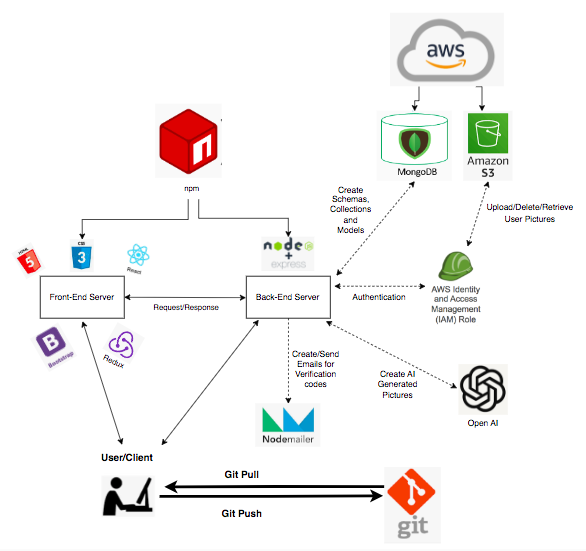 aws
MongoDB
Amazon
S3
npm
Create
Schemas,
Collections
and
Models
Upload/Delete/Retrieve
User Pictures
HTML
5
CSS
3
React
node
JS
+
express
Front-End Server
Request/Response
Back-End Server
Authentication
AWS Identity
and Access
Management
(IAM) Role
B
Bootstrap
Redux
Create/Send
Emails for
Verification
codes
Create AI
Generated
Pictures
Nodemailer
Open AI
User/Client
Git Pull
Git Push
git